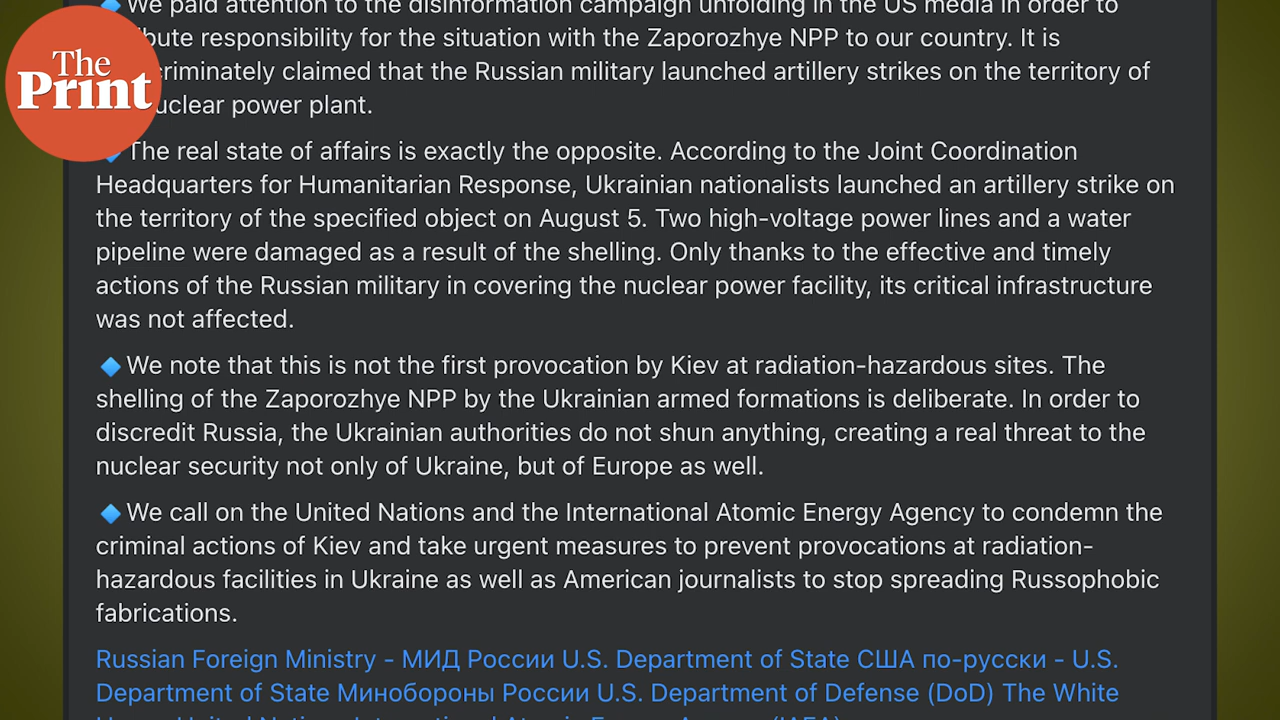 The
Print
We paid attention to the disinformation campaign unfolding in the US media in order to
responsibility for the situation with the Zaporozhye NPP to our country. It is
claimed that the Russian military launched artillery strikes on the territory of
power plant.
The real state of affairs is exactly the opposite. According to the Joint Coordination
Headquarters for Humanitarian Response, Ukrainian nationalists launched an artillery strike on
the territory of the specified object on August 5. Two high-voltage power lines and a water
pipeline were damaged as a result of the shelling. Only thanks to the effective and timely
actions of the Russian military in covering the nuclear power facility, its critical infrastructure
was not affected.
We note that this is not the first provocation by Kiev at radiation-hazardous sites. The
shelling of the Zaporozhye NPP by the Ukrainian armed formations is deliberate. In order to
discredit Russia, the Ukrainian authorities do not shun anything, creating a real threat to the
nuclear security not only of Ukraine, but of Europe as well.
We call on the United Nations and the International Atomic Energy Agency to condemn the
criminal actions of Kiev and take urgent measures to prevent provocations at radiation-
hazardous facilities in Ukraine as well as American journalists to stop spreading Russophobic
fabrications.
Russian Foreign Ministry - МИД России U.S. Department of State США по-русски - U.S.
Department of State Минобороны России U.S. Department of Defense (DoD) The White